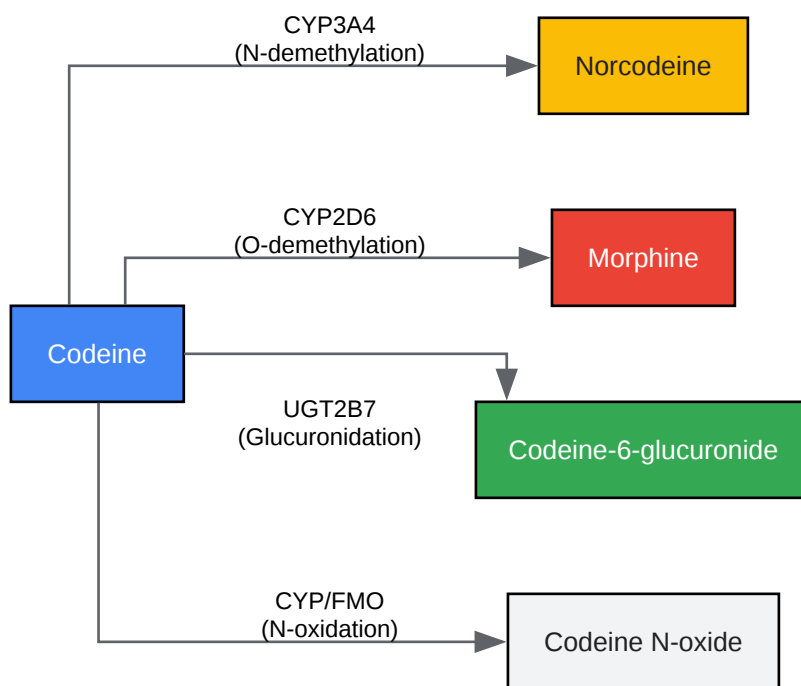 CYP3A4
(N-demethylation)
Norcodeine
CYP2D6
(O-demethylation)
Morphine
Codeine
UGT2B7
(Glucuronidation)
Codeine-6-glucuronide
CYP/FMO
(N-oxidation)
Codeine N-oxide